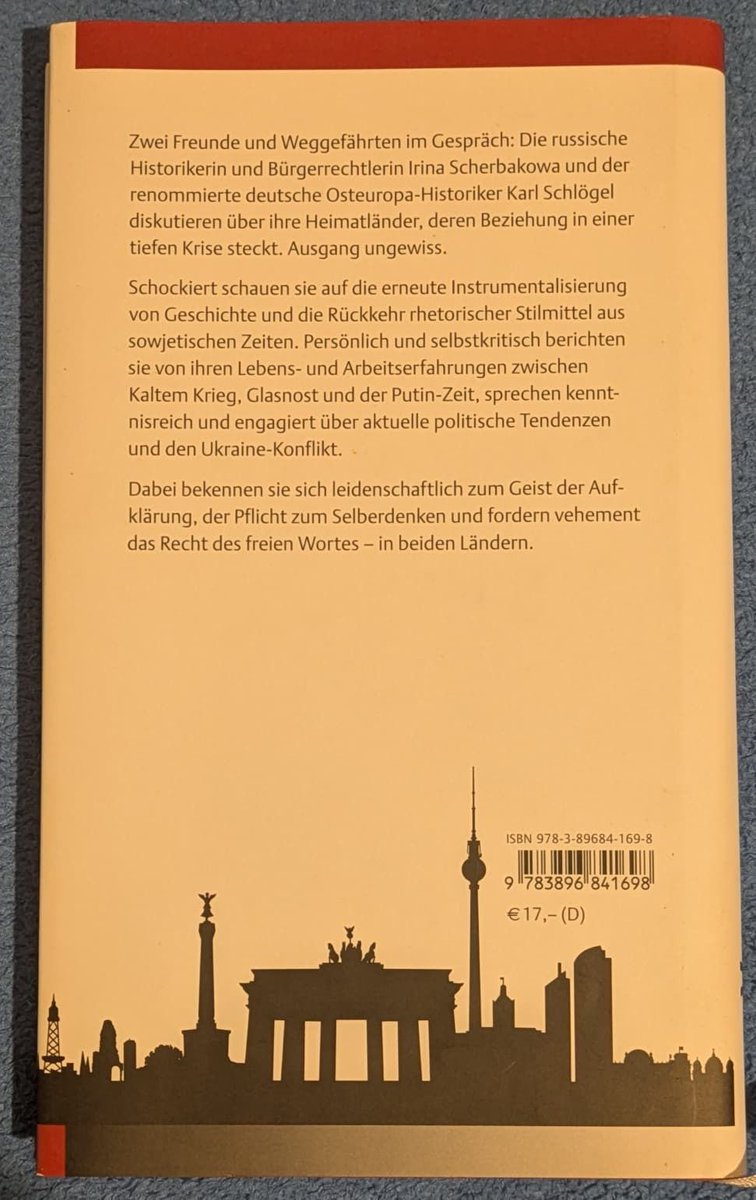 Zwei Freunde und Weggefährten im Gespräch: Die russische
Historikerin und Bürgerrechtlerin Irina Scherbakowa und der
renommierte deutsche Osteuropa-Historiker Karl Schlögel
diskutieren über ihre Heimatländer, deren Beziehung in einer
tiefen Krise steckt. Ausgang ungewiss.
Schockiert schauen sie auf die erneute Instrumentalisierung
von Geschichte und die Rückkehr rhetorischer Stilmittel aus
sowjetischen Zeiten. Persönlich und selbstkritisch berichten
sie von ihren Lebens- und Arbeitserfahrungen zwischen
Kaltem Krieg, Glasnost und der Putin-Zeit, sprechen kennt-
nisreich und engagiert über aktuelle politische Tendenzen
und den Ukraine-Konflikt.
Dabei bekennen sie sich leidenschaftlich zum Geist der Auf-
klärung, der Pflicht zum Selberdenken und fordern vehement
das Recht des freien Wortes – in beiden Ländern.
ISBN 978-3-89684-169-8
9 783896 841698
€ 17,– (D)